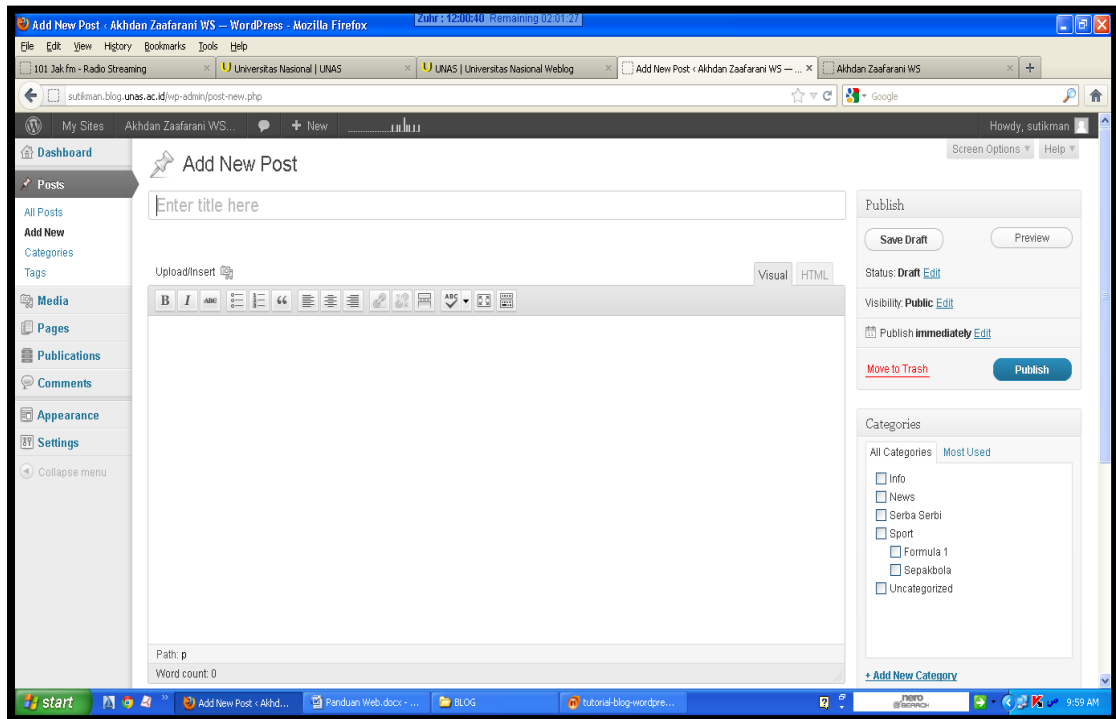 Add New Post ‹ Akhdan Zaafarani WS — WordPress - Mozilla Firefox
Zuhr : 12:00:40 Remaining 02:01:27
File Edit View History Bookmarks Tools Help
101 Jak fm - Radio Streaming × Universitas Nasional | UNAS × UNAS | Universitas Nasional Weblog × Add New Post ‹ Akhdan Zaafarani WS — ... × Akhdan Zaafarani WS × +
sutikman.blog.unas.ac.id/wp-admin/post-new.php Google
My Sites Akhdan Zaafarani WS... + New Howdy, sutikman
Screen Options Help
Dashboard
Add New Post
Posts
All Posts
Add New
Categories
Tags
Media
Pages
Publications
Comments
Appearance
Settings
Collapse menu
Enter title here
Upload/Insert
Visual HTML
B I ABC “ ABC
Path: p
Word count: 0
Publish
Save Draft Preview
Status: Draft Edit
Visibility: Public Edit
Publish immediately Edit
Move to Trash Publish
Categories
All Categories Most Used
Info
News
Serba Serbi
Sport
Formula 1
Sepakbola
Uncategorized
+ Add New Category
start Add New Post ‹ Akhd... Panduan Web.docx - ... BLOG tutorial-blog-wordpre... nero SEARCH 9:59 AM